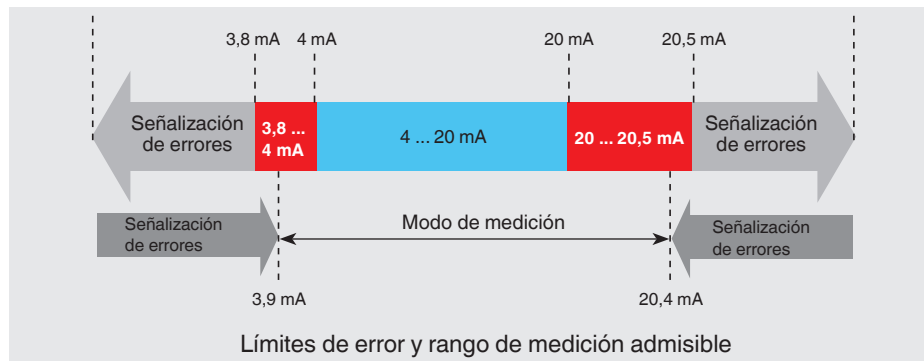 3,8 mA 4 mA 20 mA 20,5 mA
Señalización
de errores
3,8 ...
4 mA
4 ... 20 mA
20 ... 20,5 mA
Señalización
de errores
Señalización
de errores
Modo de medición
Señalización
de errores
3,9 mA 20,4 mA
Límites de error y rango de medición admisible